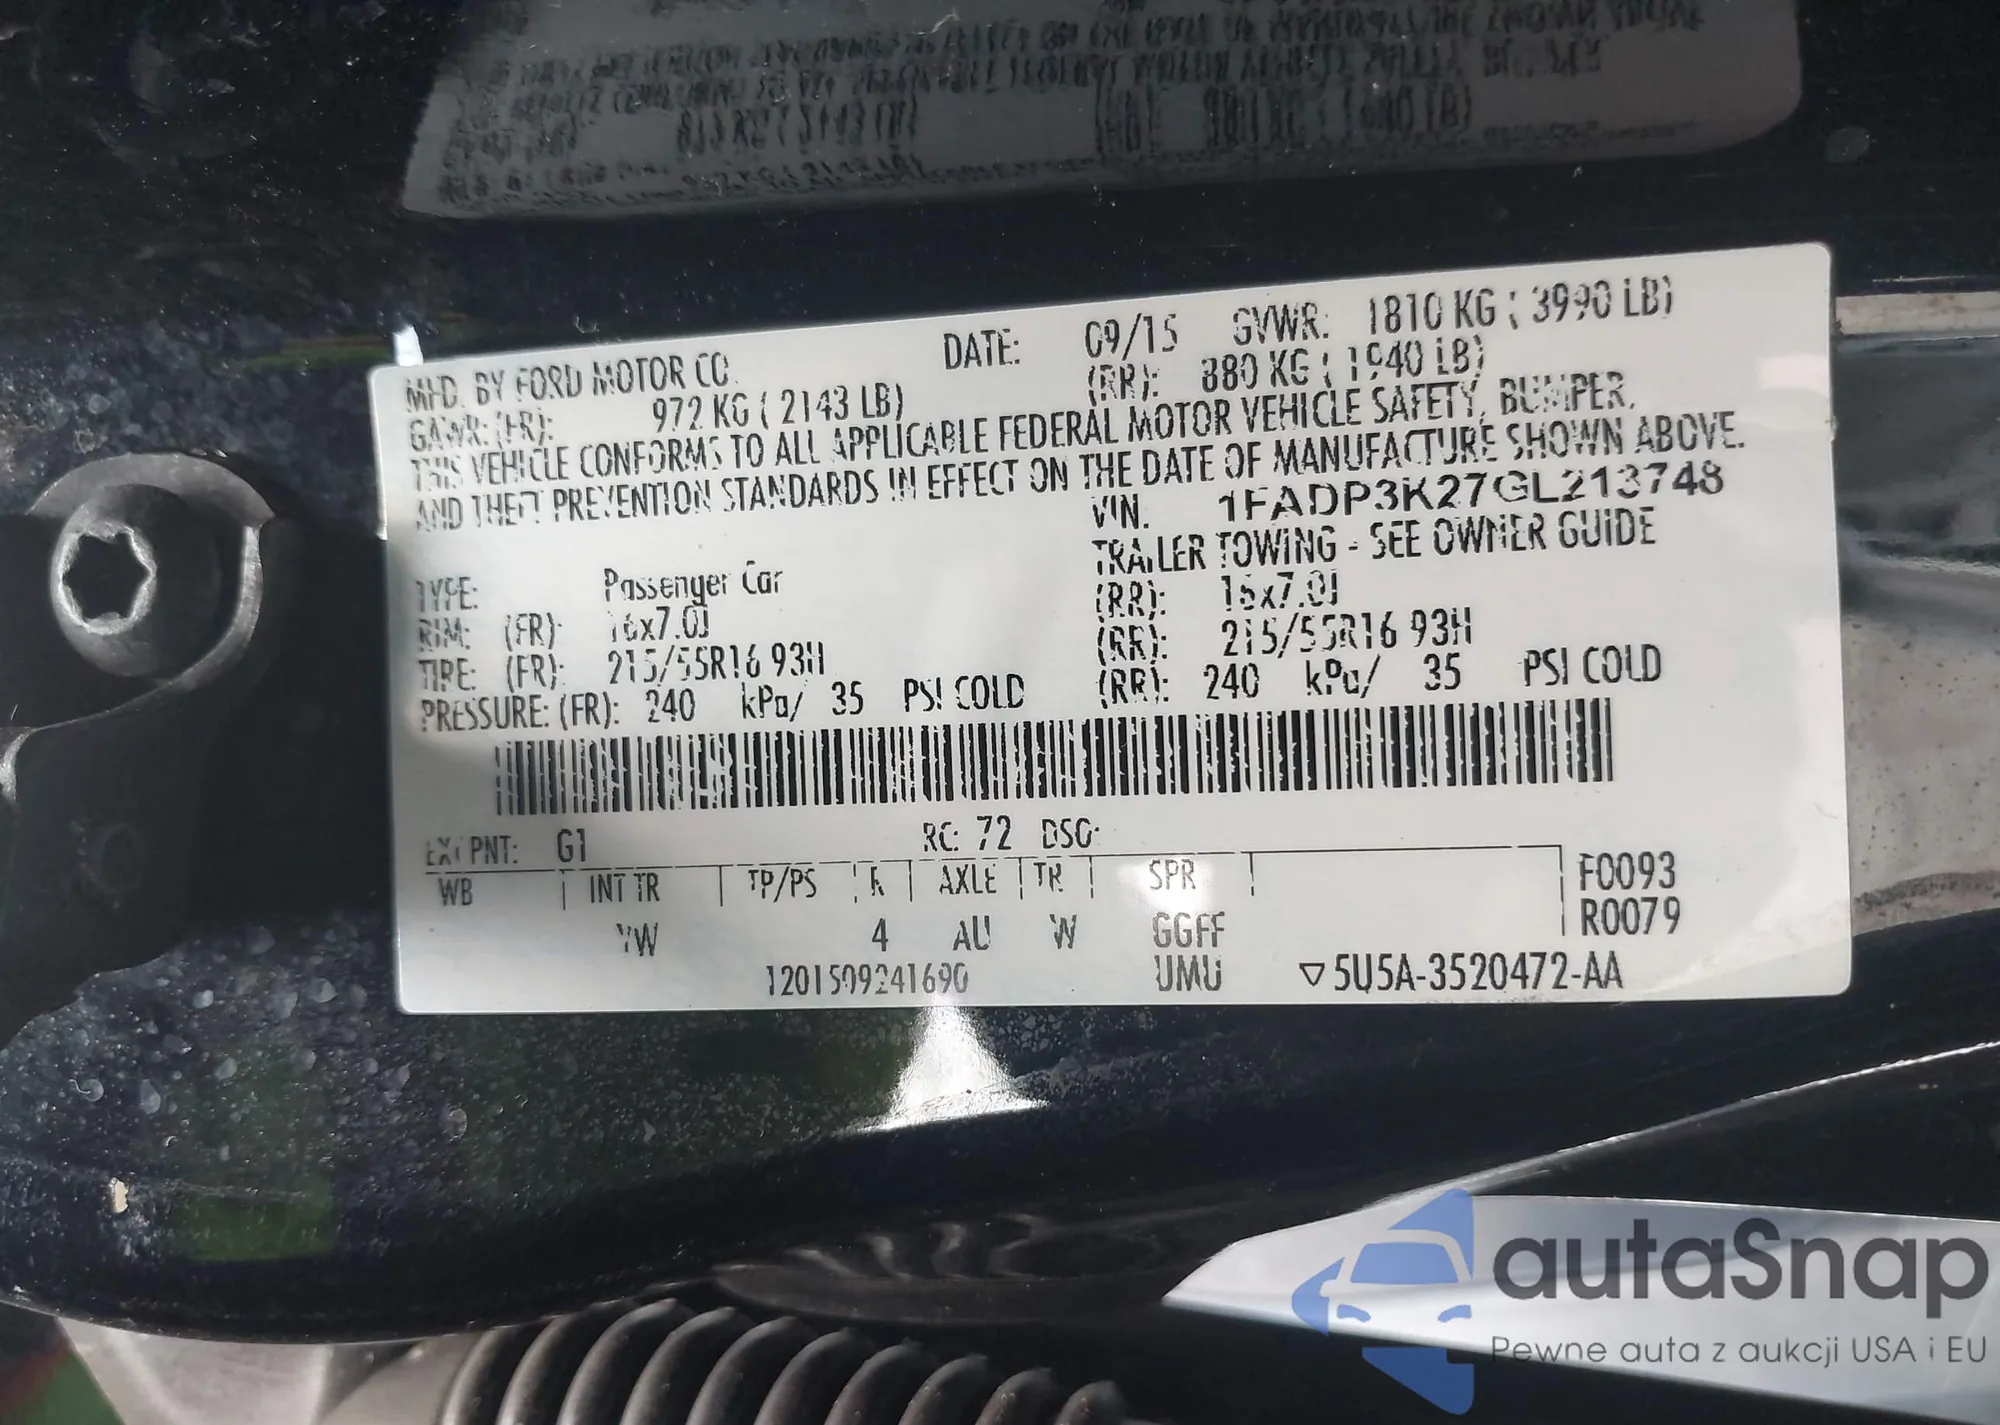 MFD. BY FORD MOTOR CO. DATE: 09/15 GVWR: 1810 KG ( 3990 LB)
GAWR: (FR): 972 KG ( 2143 LB) (RR): 880 KG ( 1940 LB)
THIS VEHICLE CONFORMS TO ALL APPLICABLE FEDERAL MOTOR VEHICLE SAFETY, BUMPER,
AND THEFT PREVENTION STANDARDS IN EFFECT ON THE DATE OF MANUFACTURE SHOWN ABOVE.
VIN. 1FADP3K27GL213748
TRAILER TOWING - SEE OWNER GUIDE
TYPE: Passenger Car
RIM: (FR): 16x7.0J (RR): 16x7.0J
TIRE: (FR): 215/55R16 93H (RR): 215/55R16 93H
PRESSURE: (FR): 240 kPa/ 35 PSI COLD (RR): 240 kPa/ 35 PSI COLD
EXT PNT: G1 RC: 72 DSO:
WB INT TR TP/PS R AXLE TR SPR F0093
R0079
YW 4 AU W GGFF
1201509241690 UMU ▽5U5A-3520472-AA
autaSnap
Pewne auta z aukcji USA i EU